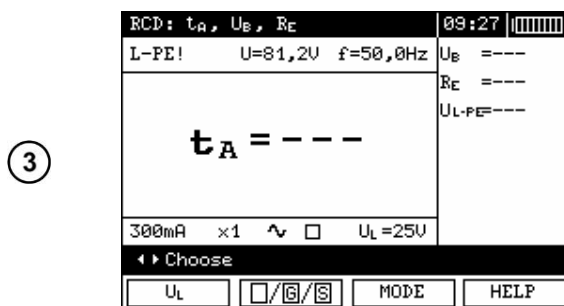 RCD: tA, UB, RE 09:27
L-PE! U=81,2V f=50,0Hz UB =---
RE =---
UL-PE=---
3
tA=---
300mA x1 ∿ □ UL=25V
◂ ▸ Choose
UL □/G/S MODE HELP